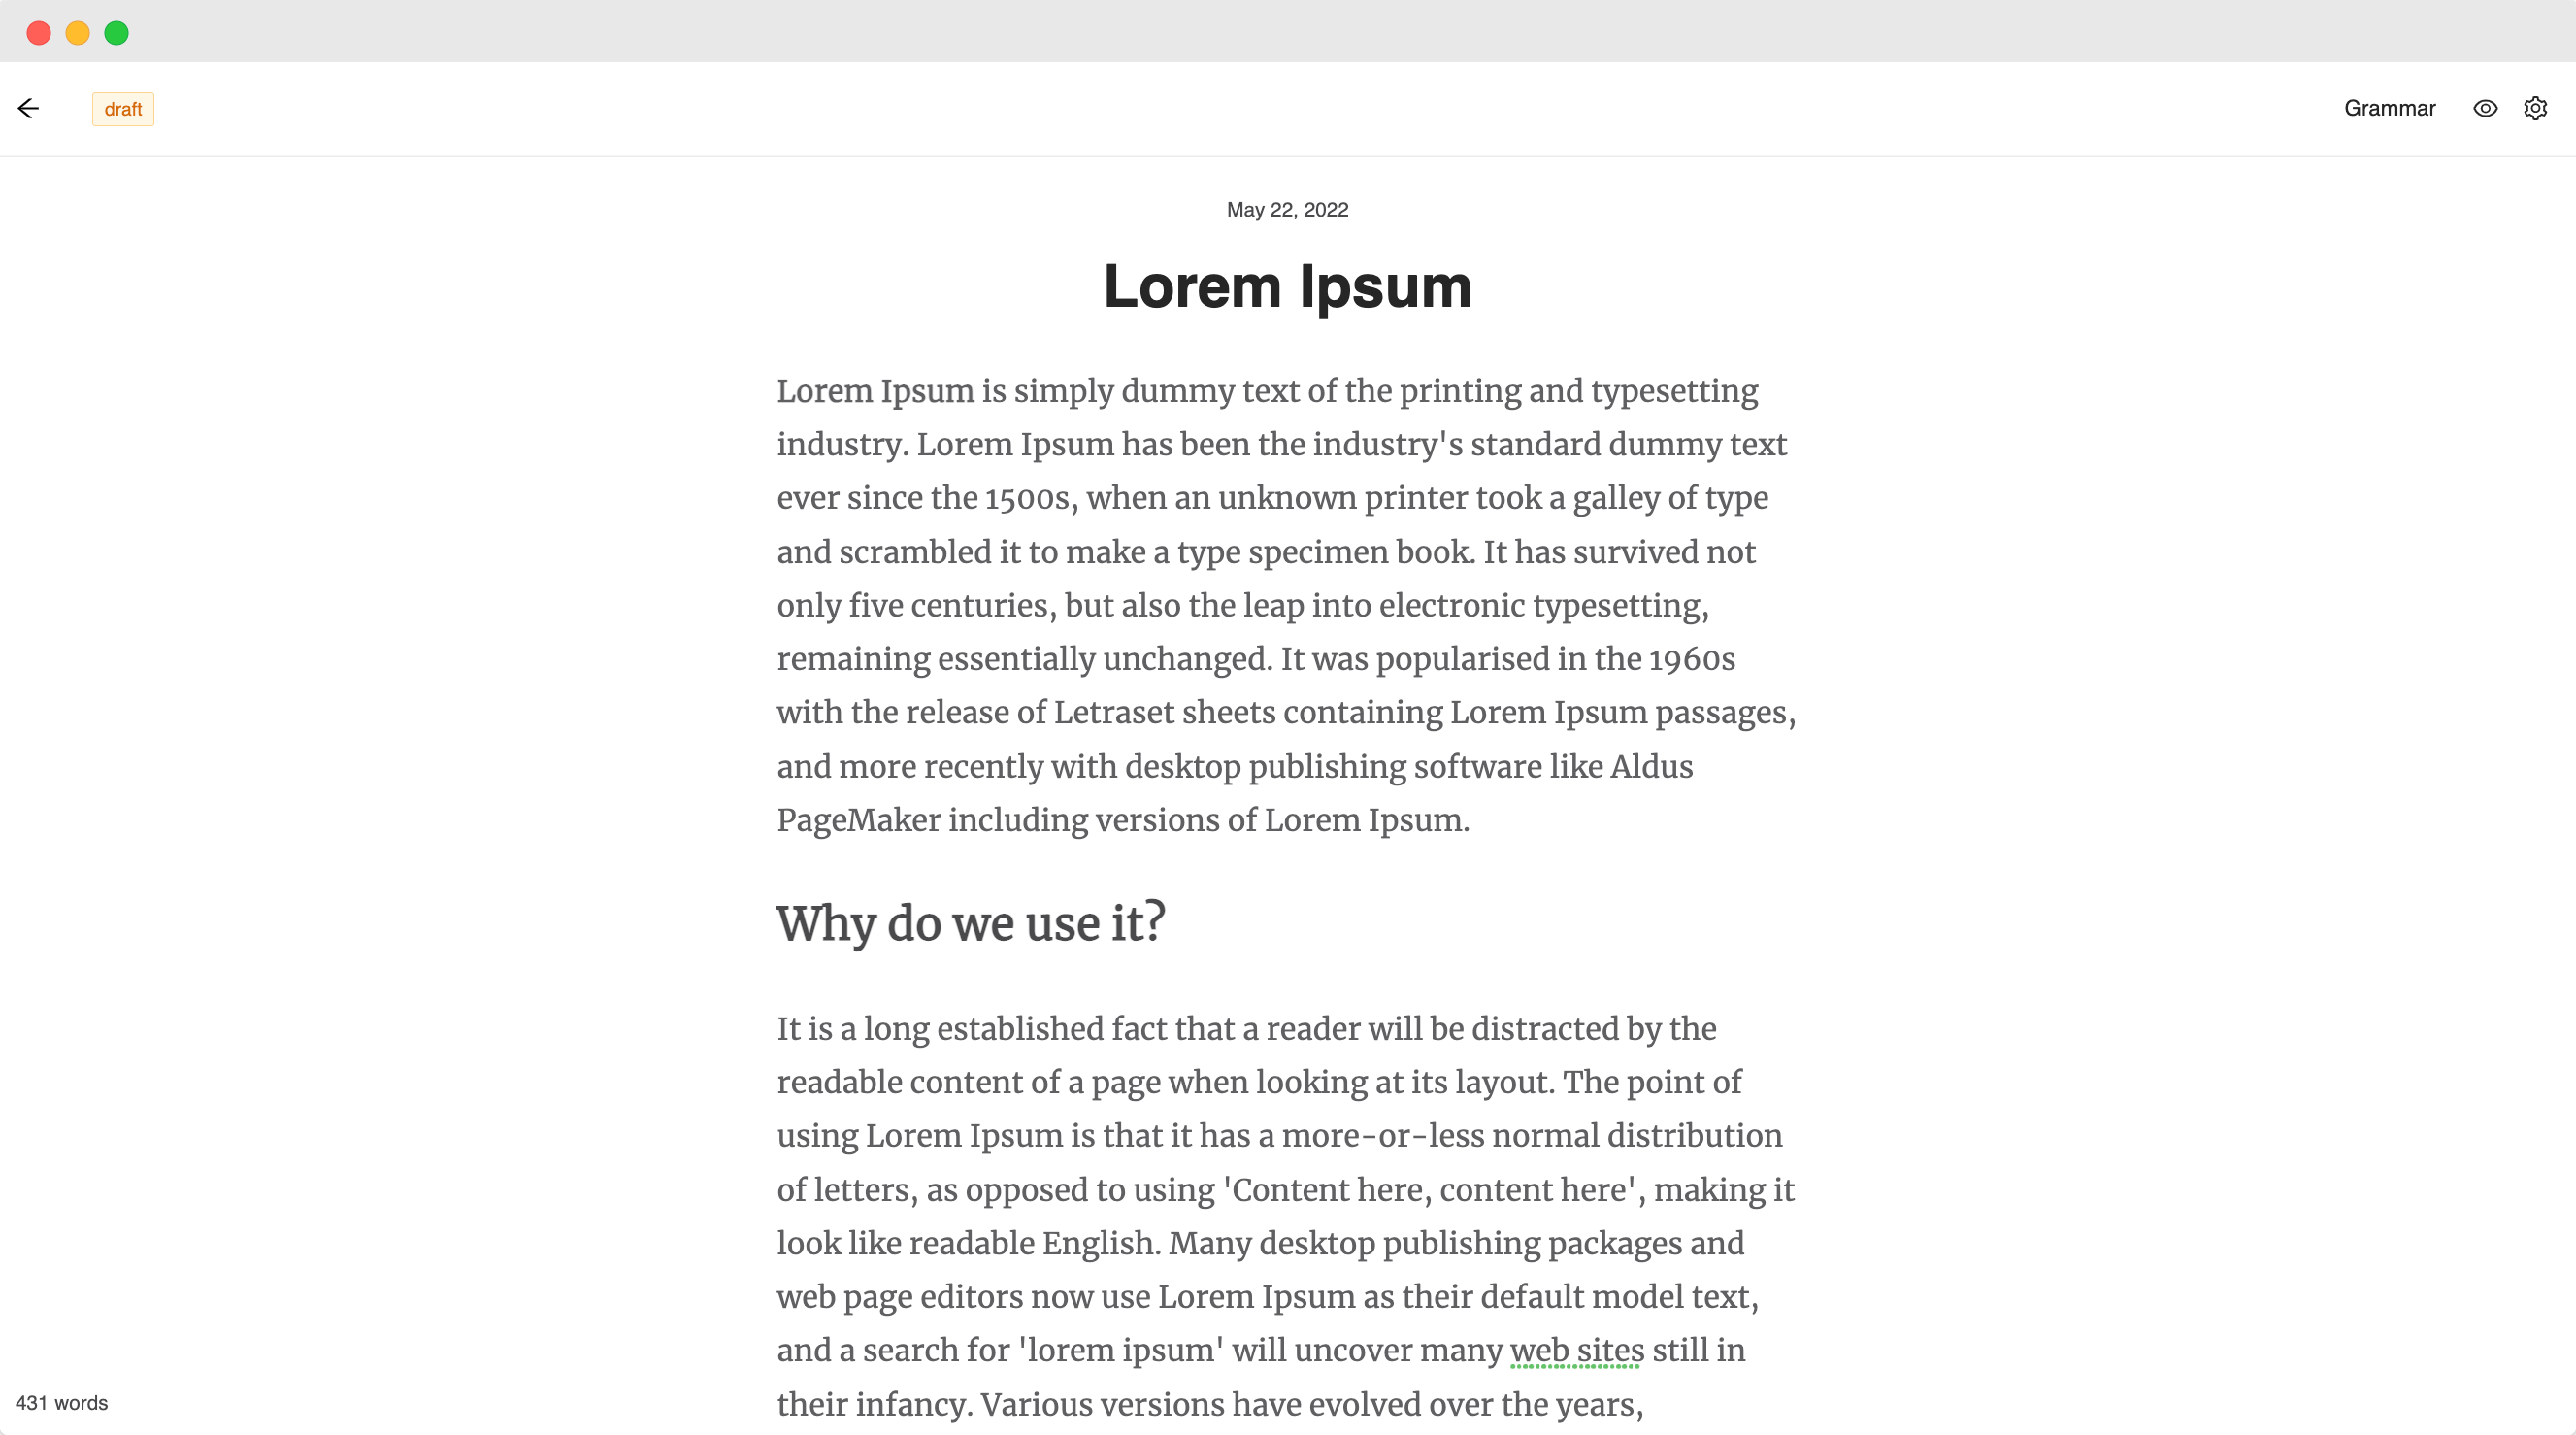 draft
Grammar
May 22, 2022
Lorem Ipsum
Lorem Ipsum is simply dummy text of the printing and typesetting
industry. Lorem Ipsum has been the industry's standard dummy text
ever since the 1500s, when an unknown printer took a galley of type
and scrambled it to make a type specimen book. It has survived not
only five centuries, but also the leap into electronic typesetting,
remaining essentially unchanged. It was popularised in the 1960s
with the release of Letraset sheets containing Lorem Ipsum passages,
and more recently with desktop publishing software like Aldus
PageMaker including versions of Lorem Ipsum.
Why do we use it?
It is a long established fact that a reader will be distracted by the
readable content of a page when looking at its layout. The point of
using Lorem Ipsum is that it has a more-or-less normal distribution
of letters, as opposed to using 'Content here, content here', making it
look like readable English. Many desktop publishing packages and
web page editors now use Lorem Ipsum as their default model text,
and a search for 'lorem ipsum' will uncover many web sites still in
their infancy. Various versions have evolved over the years,
431 words